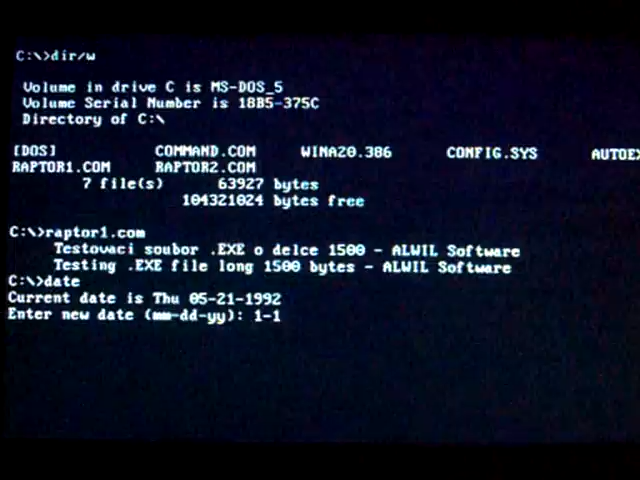 C:\>dir/w
Volume in drive C is MS-DOS_5
Volume Serial Number is 18B5-375C
Directory of C:\
[DOS] COMMAND.COM WINA20.386 CONFIG.SYS AUTOEX
RAPTOR1.COM RAPTOR2.COM
7 file(s) 63927 bytes
104321024 bytes free
C:\>raptor1.com
Testovaci soubor .EXE o delce 1500 - ALWIL Software
Testing .EXE file long 1500 bytes - ALWIL Software
C:\>date
Current date is Thu 05-21-1992
Enter new date (mm-dd-yy): 1-1